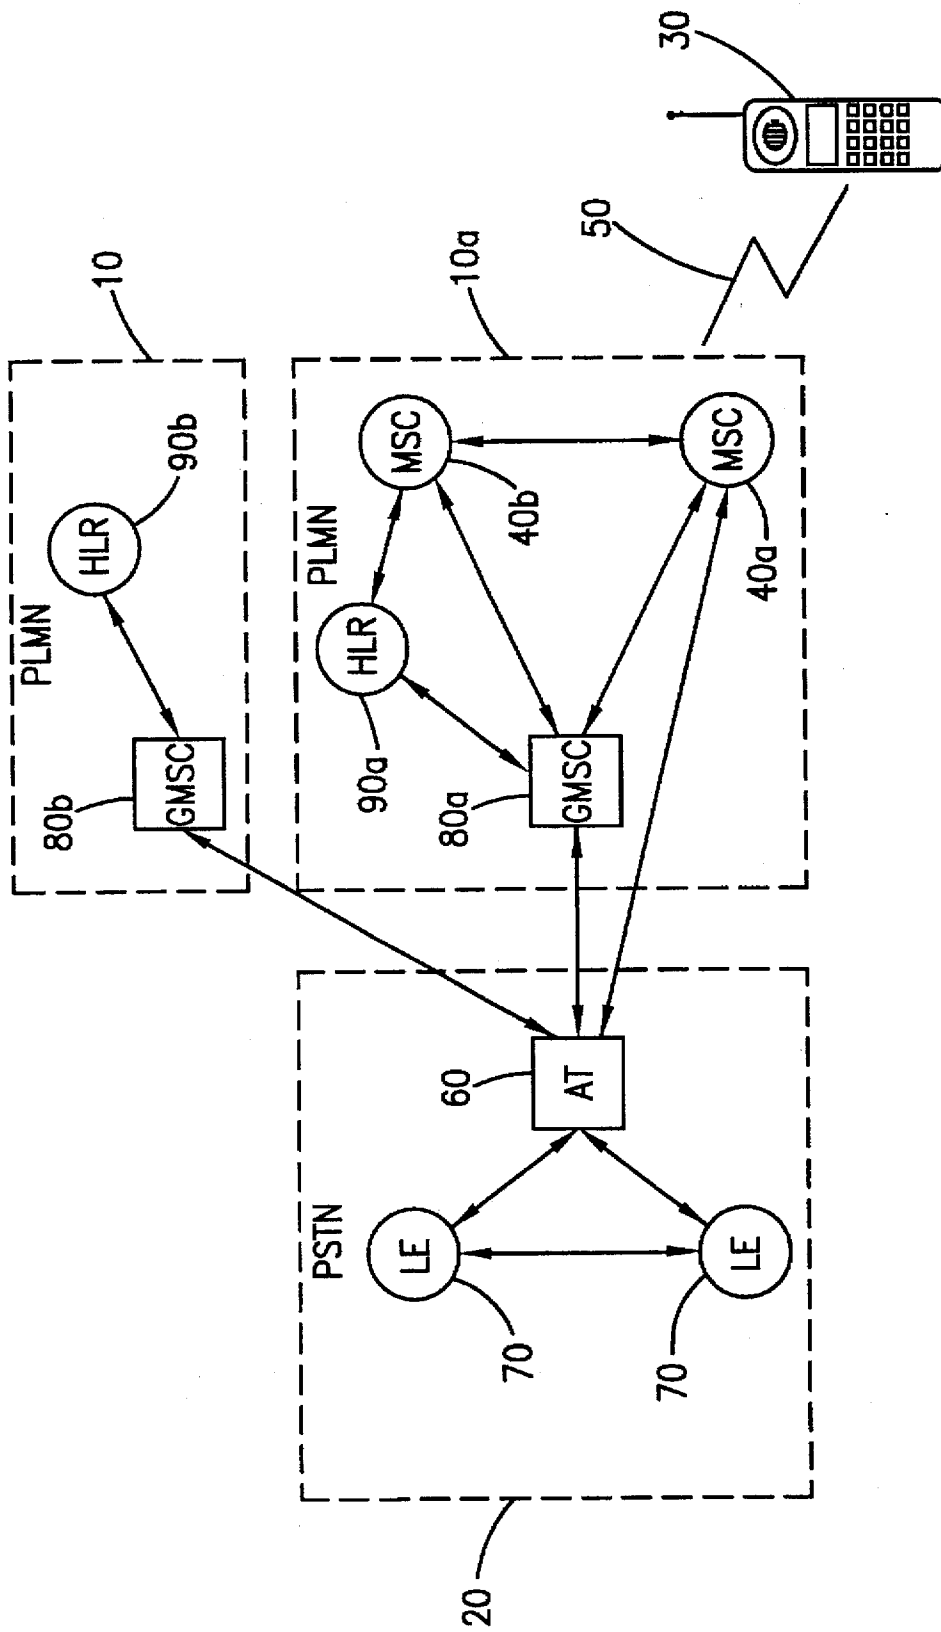 10
PLMN
HLR
90b
GMSC
80b
10a
PLMN
MSC
40b
HLR
90a
MSC
40a
GMSC
80a
50
30
PSTN
AT
60
LE
70
LE
70
20